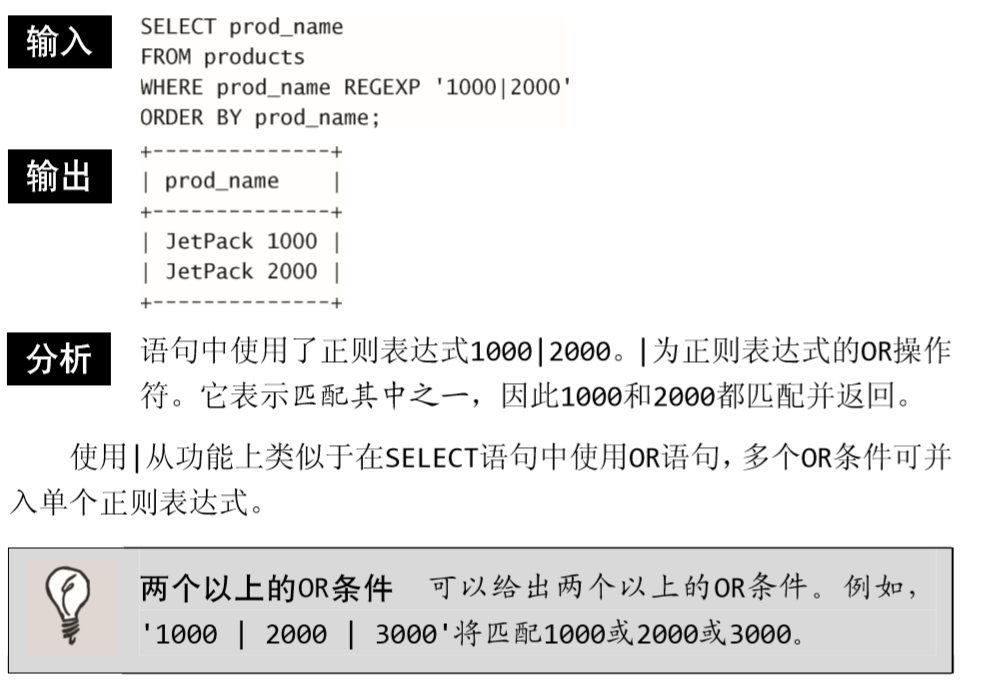 输入
SELECT prod_name
FROM products
WHERE prod_name REGEXP '1000|2000'
ORDER BY prod_name;
输出
+--------------+
| prod_name    |
+--------------+
| JetPack 1000 |
| JetPack 2000 |
+--------------+
分析
语句中使用了正则表达式1000|2000。|为正则表达式的OR操作
符。它表示匹配其中之一，因此1000和2000都匹配并返回。
使用|从功能上类似于在SELECT语句中使用OR语句，多个OR条件可并
入单个正则表达式。
两个以上的OR条件 可以给出两个以上的OR条件。例如，
'1000 | 2000 | 3000'将匹配1000或2000或3000。